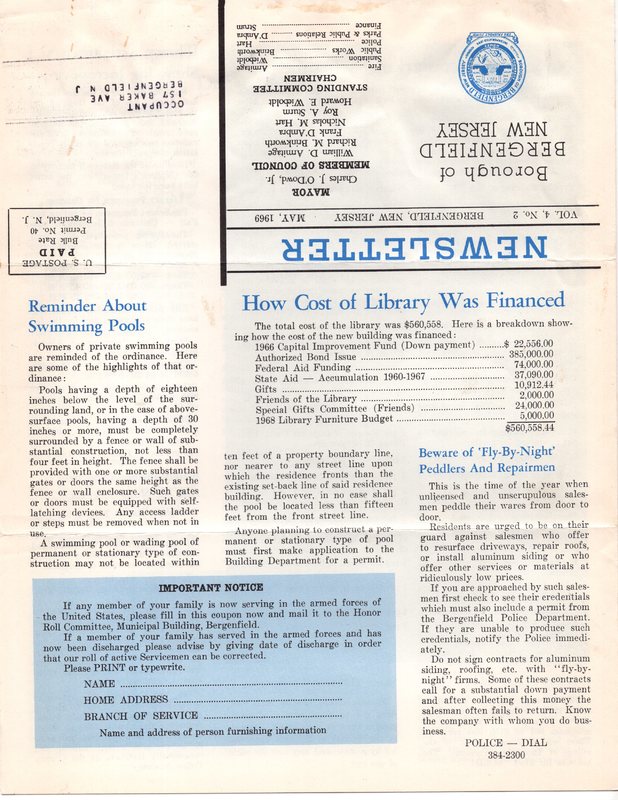 Borough of
BERGENFIELD
NEW JERSEY
MAYOR
Charles J. O'Dowd, Jr.
MEMBERS OF COUNCIL
William D. Armitage
Richard M. Brinkworth
Frank D'Ambra
Nicholas M. Hart
Roy A. Sturm
Howard E. Wieboldt
STANDING COMMITTEE
CHAIRMEN
Fire .......... Armitage
Sanitation .......... Wieboldt
Public Works .......... Brinkworth
Police .......... Hart
Parks & Public Relations .... D'Ambra
Finance .......... Sturm
OCCUPANT
157 BAKER AVE
BERGENFIELD N J
U. S. POSTAGE
PAID
Bulk Rate
Permit No. 40
Bergenfield, N. J.
NEWSLETTER
VOL. 4, No. 2 BERGENFIELD, NEW JERSEY MAY, 1969
Reminder About
Swimming Pools
Owners of private swimming pools
are reminded of the ordinance. Here
are some of the highlights of that or-
dinance:
Pools having a depth of eighteen
inches below the level of the sur-
rounding land, or in the case of above-
surface pools, having a depth of 30
inches or more, must be completely
surrounded by a fence or wall of sub-
stantial construction, not less than
four feet in height. The fence shall be
provided with one or more substantial
gates or doors the same height as the
fence or wall enclosure. Such gates
or doors must be equipped with self-
latching devices. Any access ladder
or steps must be removed when not in
use.
A swimming pool or wading pool of
permanent or stationary type of con-
struction may not be located within
ten feet of a property boundary line,
nor nearer to any street line upon
which the residence fronts than the
existing set-back line of said residence
building. However, in no case shall
the pool be located less than fifteen
feet from the front street line.
Anyone planning to construct a per-
manent or stationary type of pool
must first make application to the
Building Department for a permit.
How Cost of Library Was Financed
The total cost of the library was $560,558. Here is a breakdown show-
ing how the cost of the new building was financed:
1966 Capital Improvement Fund (Down payment) ........$ 22,556.00
Authorized Bond Issue .......... 385,000.00
Federal Aid Funding .......... 74,000.00
State Aid — Accumulation 1960-1967 .......... 37,090.00
Gifts .......... 10,912.44
Friends of the Library .......... 2,000.00
Special Gifts Committee (Friends) .......... 24,000.00
1968 Library Furniture Budget .......... 5,000.00
$560,558.44
Beware of 'Fly-By-Night'
Peddlers And Repairmen
This is the time of the year when
unlicensed and unscrupulous sales-
men peddle their wares from door to
door.
Residents are urged to be on their
guard against salesmen who offer
to resurface driveways, repair roofs,
or install aluminum siding or who
offer other services or materials at
ridiculously low prices.
If you are approached by such sales-
men first check to see their credentials
which must also include a permit from
the Bergenfield Police Department.
If they are unable to produce such
credentials, notify the Police immedi-
ately.
Do not sign contracts for aluminum
siding, roofing, etc. with "fly-by-
night" firms. Some of these contracts
call for a substantial down payment
and after collecting this money the
salesman often fails to return. Know
the company with whom you do bus-
iness.
POLICE — DIAL
384-2300
IMPORTANT NOTICE
If any member of your family is now serving in the armed forces of
the United States, please fill in this coupon now and mail it to the Honor
Roll Committee, Municipal Building, Bergenfield.
If a member of your family has served in the armed forces and has
now been discharged please advise by giving date of discharge in order
that our roll of active Servicemen can be corrected.
Please PRINT or typewrite.
NAME ..........
HOME ADDRESS ..........
BRANCH OF SERVICE ..........
Name and address of person furnishing information